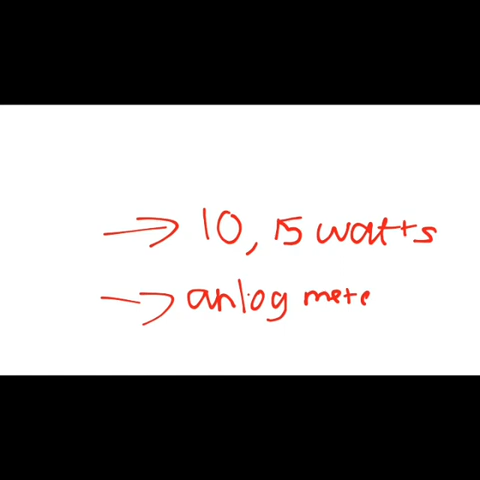 → 10, 15 watts
→ anlog mete